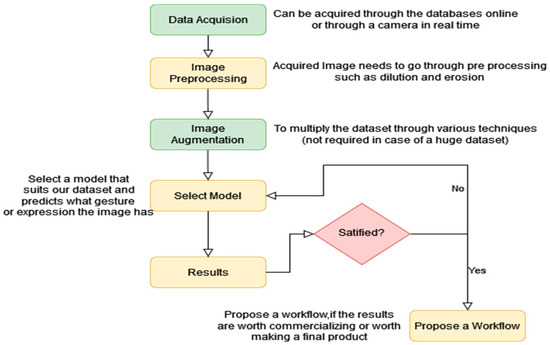 Data Acquision
Can be acquired through the databases online
or through a camera in real time
Image
Preprocessing
Acquired Image needs to go through pre processing
such as dilution and erosion
Image
Augmentation
To multiply the dataset through various techniques
(not required in case of a huge dataset)
Select a model that
suits our dataset and
predicts what gesture
or expression the image has
Select Model
No
Satified?
Results
Yes
Propose a workflow,if the results
are worth commercializing or worth
making a final product
Propose a Workflow